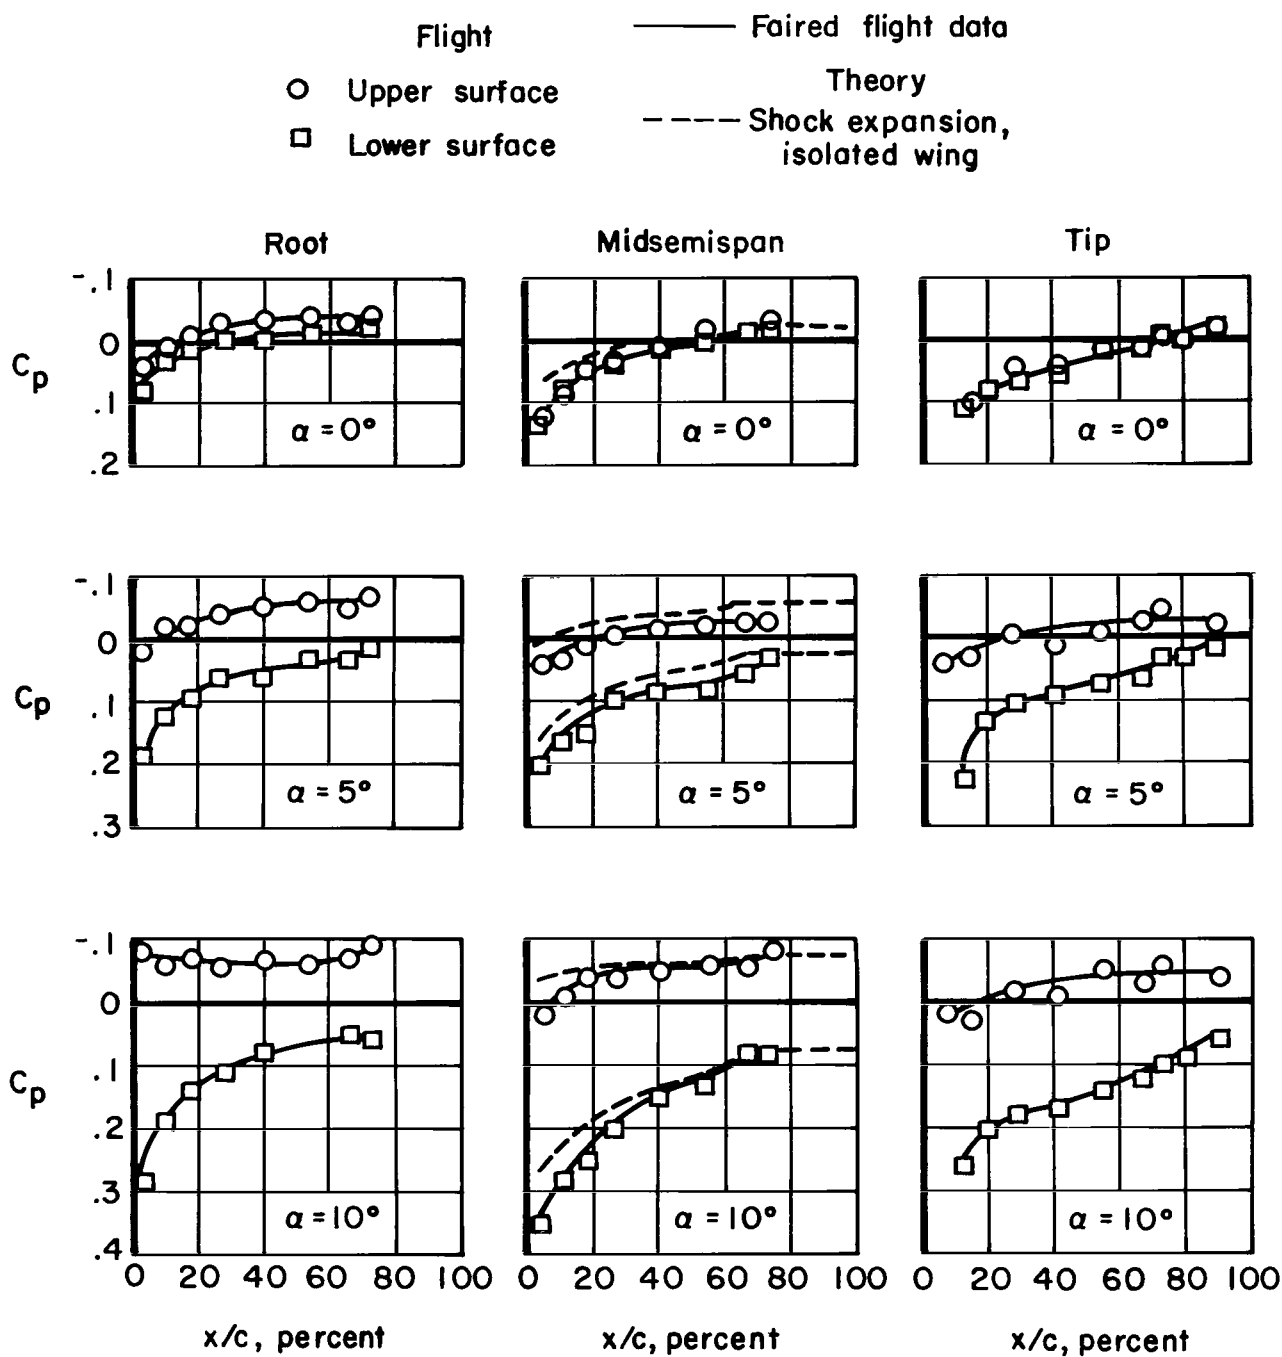 Flight
Faired flight data
Upper surface
Theory
Lower surface
Shock expansion,
isolated wing
Root
Midsemispan
Tip
-.1
0
.1
.2
Cp
α = 0°
α = 0°
α = 0°
-.1
0
.1
.2
.3
Cp
α = 5°
α = 5°
α = 5°
-.1
0
.1
.2
.3
.4
Cp
α = 10°
α = 10°
α = 10°
0 20 40 60 80 100
0 20 40 60 80 100
0 20 40 60 80 100
x/c, percent
x/c, percent
x/c, percent